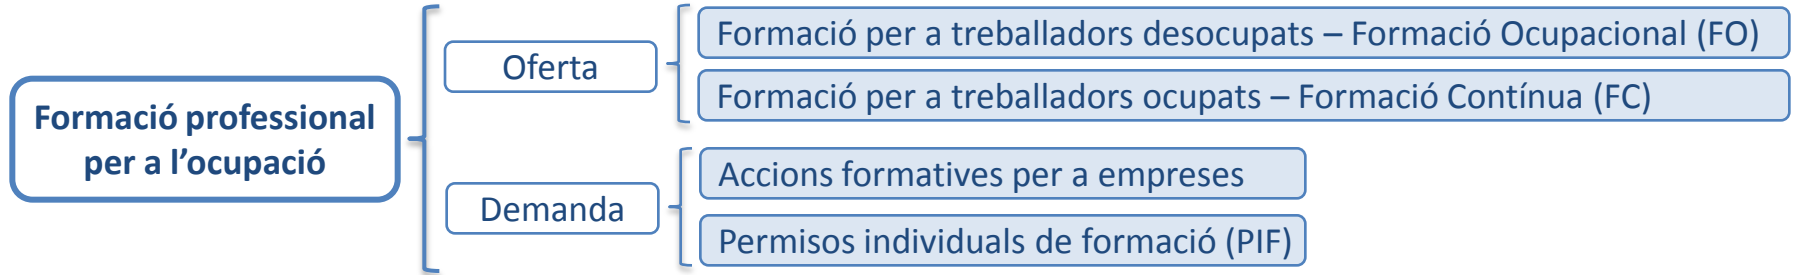 Formació professional
per a l’ocupació
Oferta
Formació per a treballadors desocupats – Formació Ocupacional (FO)
Formació per a treballadors ocupats – Formació Contínua (FC)
Demanda
Accions formatives per a empreses
Permisos individuals de formació (PIF)